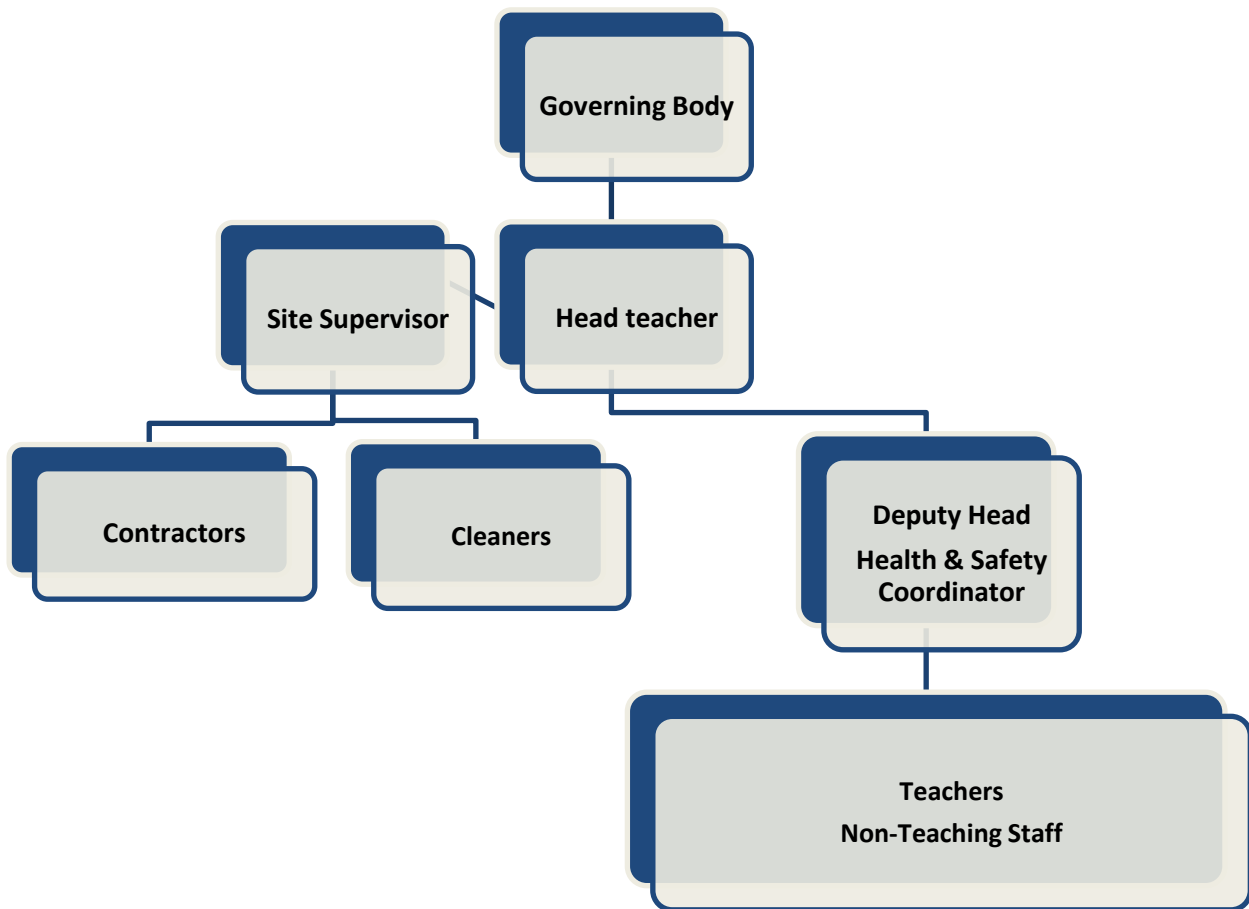 Governing Body
Site Supervisor
Head teacher
Contractors
Cleaners
Deputy Head
Health & Safety
Coordinator
Teachers
Non-Teaching Staff